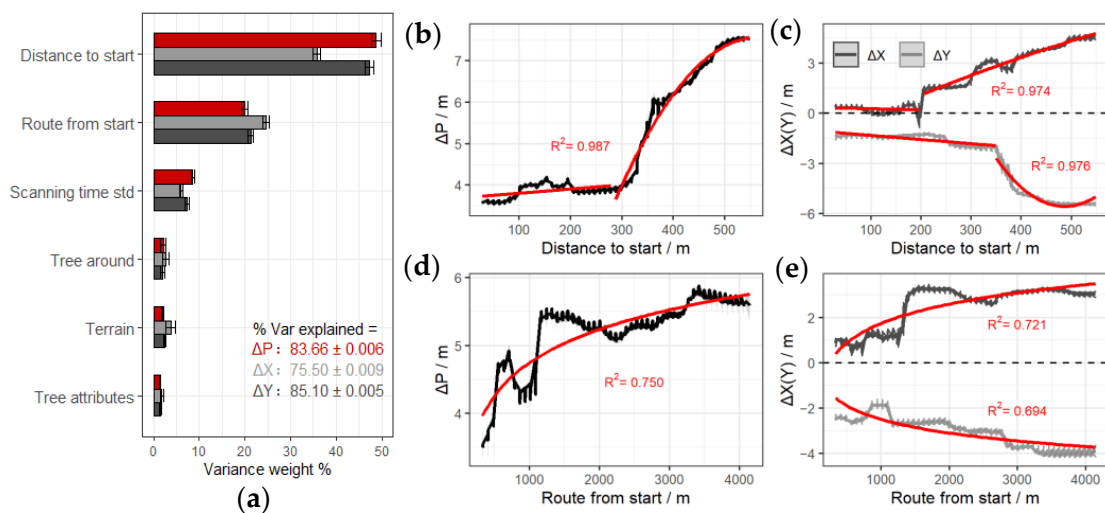 Distance to start
Route from start
Scanning time std
Tree around
Terrain
Tree attributes
% Var explained =
ΔP: 83.66 ± 0.006
ΔX: 75.50 ± 0.009
ΔY: 85.10 ± 0.005
0 10 20 30 40 50
Variance weight %
(a)
(b)
ΔP / m
7
6
5
4
R²= 0.987
100 200 300 400 500
Distance to start / m
(c)
ΔX ΔY
ΔX(Y) / m
3
0
−3
−6
R²= 0.974
R²= 0.976
100 200 300 400 500
Distance to start / m
(d)
ΔP / m
6
5
4
R²= 0.750
1000 2000 3000 4000
Route from start / m
(e)
ΔX(Y) / m
2
0
−2
−4
R²= 0.721
R²= 0.694
1000 2000 3000 4000
Route from start / m